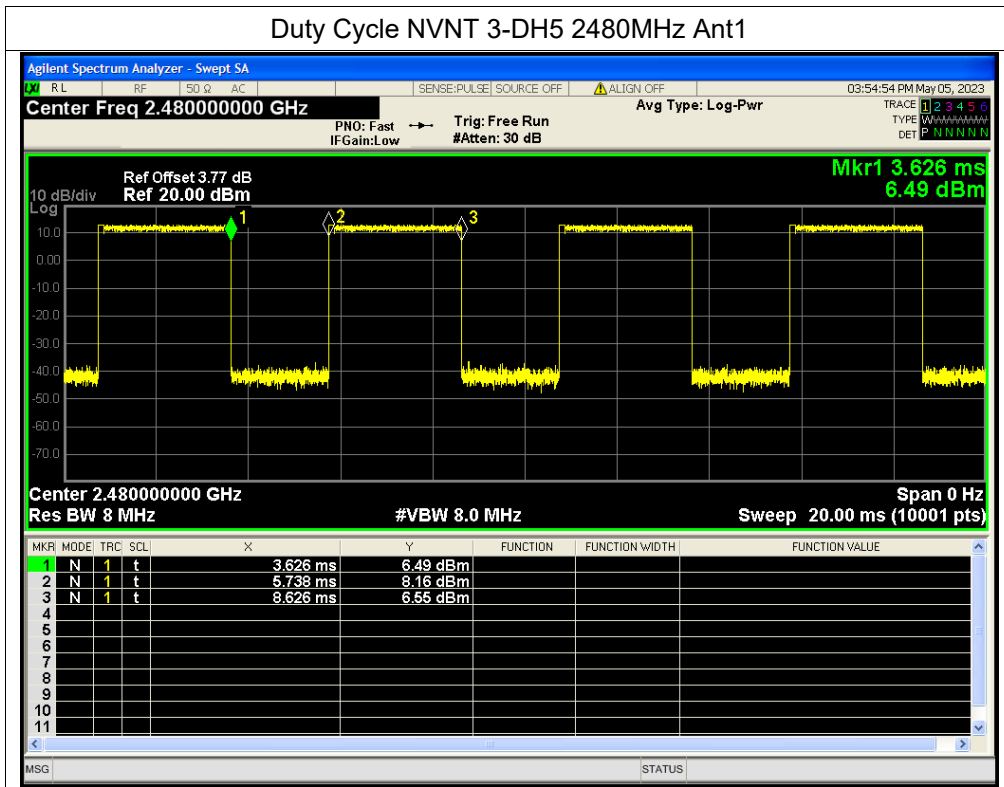 Duty Cycle NVNT 3-DH5 2480MHz Ant1
Agilent Spectrum Analyzer - Swept SA
LXI RL RF 50 Ω AC SENSE:PULSE SOURCE OFF ALIGN OFF 03:54:54 PM May 05, 2023
Center Freq 2.480000000 GHz Avg Type: Log-Pwr TRACE 1 2 3 4 5 6
PNO: Fast Trig: Free Run TYPE WWWWWW
IFGain:Low #Atten: 30 dB DET P N N N N N
Mkr1 3.626 ms
6.49 dBm
Ref Offset 3.77 dB
10 dB/div Ref 20.00 dBm
Log
1 2 3
10.0
0.00
-10.0
-20.0
-30.0
-40.0
-50.0
-60.0
-70.0
Center 2.480000000 GHz Span 0 Hz
Res BW 8 MHz #VBW 8.0 MHz Sweep 20.00 ms (10001 pts)
MKR MODE TRC SCL X Y FUNCTION FUNCTION WIDTH FUNCTION VALUE
1 N 1 t 3.626 ms 6.49 dBm
2 N 1 t 5.738 ms 8.16 dBm
3 N 1 t 8.626 ms 6.55 dBm
4
5
6
7
8
9
10
11
MSG STATUS